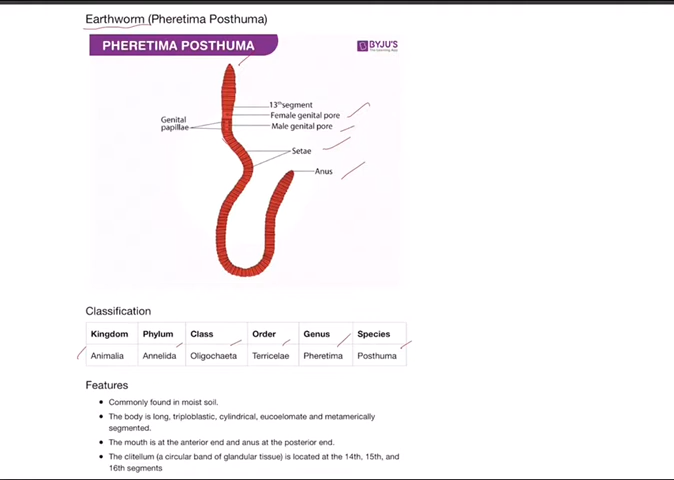 Earthworm (Pheretima Posthuma)
PHERETIMA POSTHUMA
BYJU'S
The Learning App
13th segment
Female genital pore
Genital
papillae
Male genital pore
Setae
Anus
Classification
Kingdom Phylum Class Order Genus Species
Animalia Annelida Oligochaeta Terricelae Pheretima Posthuma
Features
• Commonly found in moist soil.
• The body is long, triploblastic, cylindrical, eucoelomate and metamerically
segmented.
• The mouth is at the anterior end and anus at the posterior end.
• The clitellum (a circular band of glandular tissue) is located at the 14th, 15th, and
16th segments